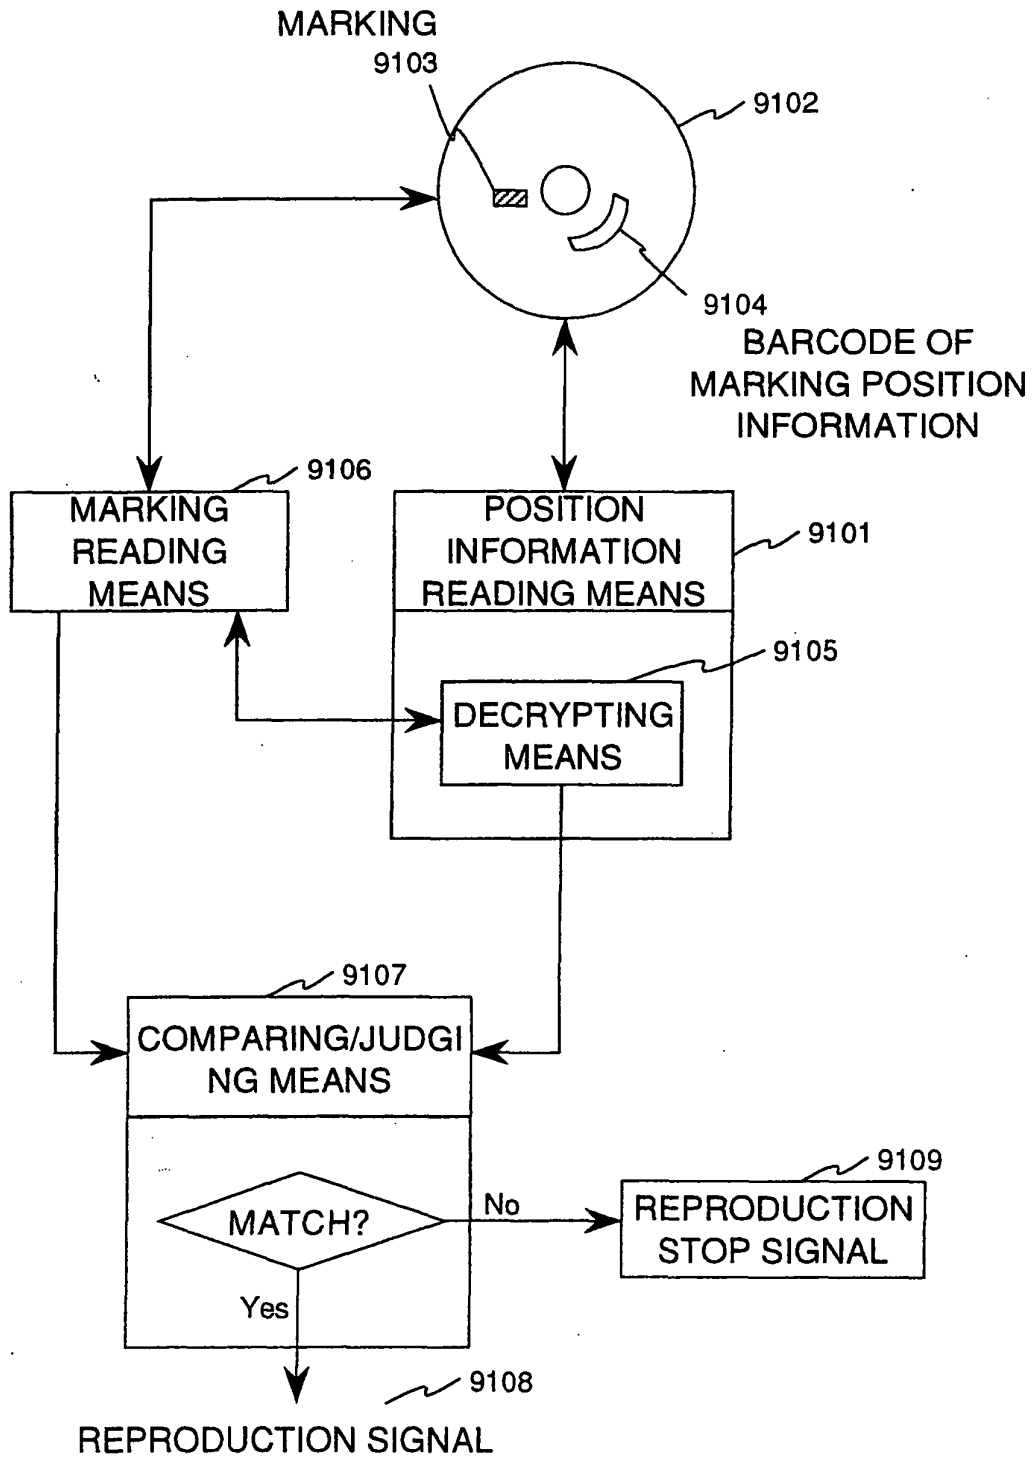 MARKING
9103
9102
9104
BARCODE OF
MARKING POSITION
INFORMATION
9106
MARKING
READING
MEANS
POSITION
INFORMATION
READING MEANS
9101
9105
DECRYPTING
MEANS
9107
COMPARING/JUDGI
NG MEANS
MATCH?
No
9109
REPRODUCTION
STOP SIGNAL
Yes
9108
REPRODUCTION SIGNAL